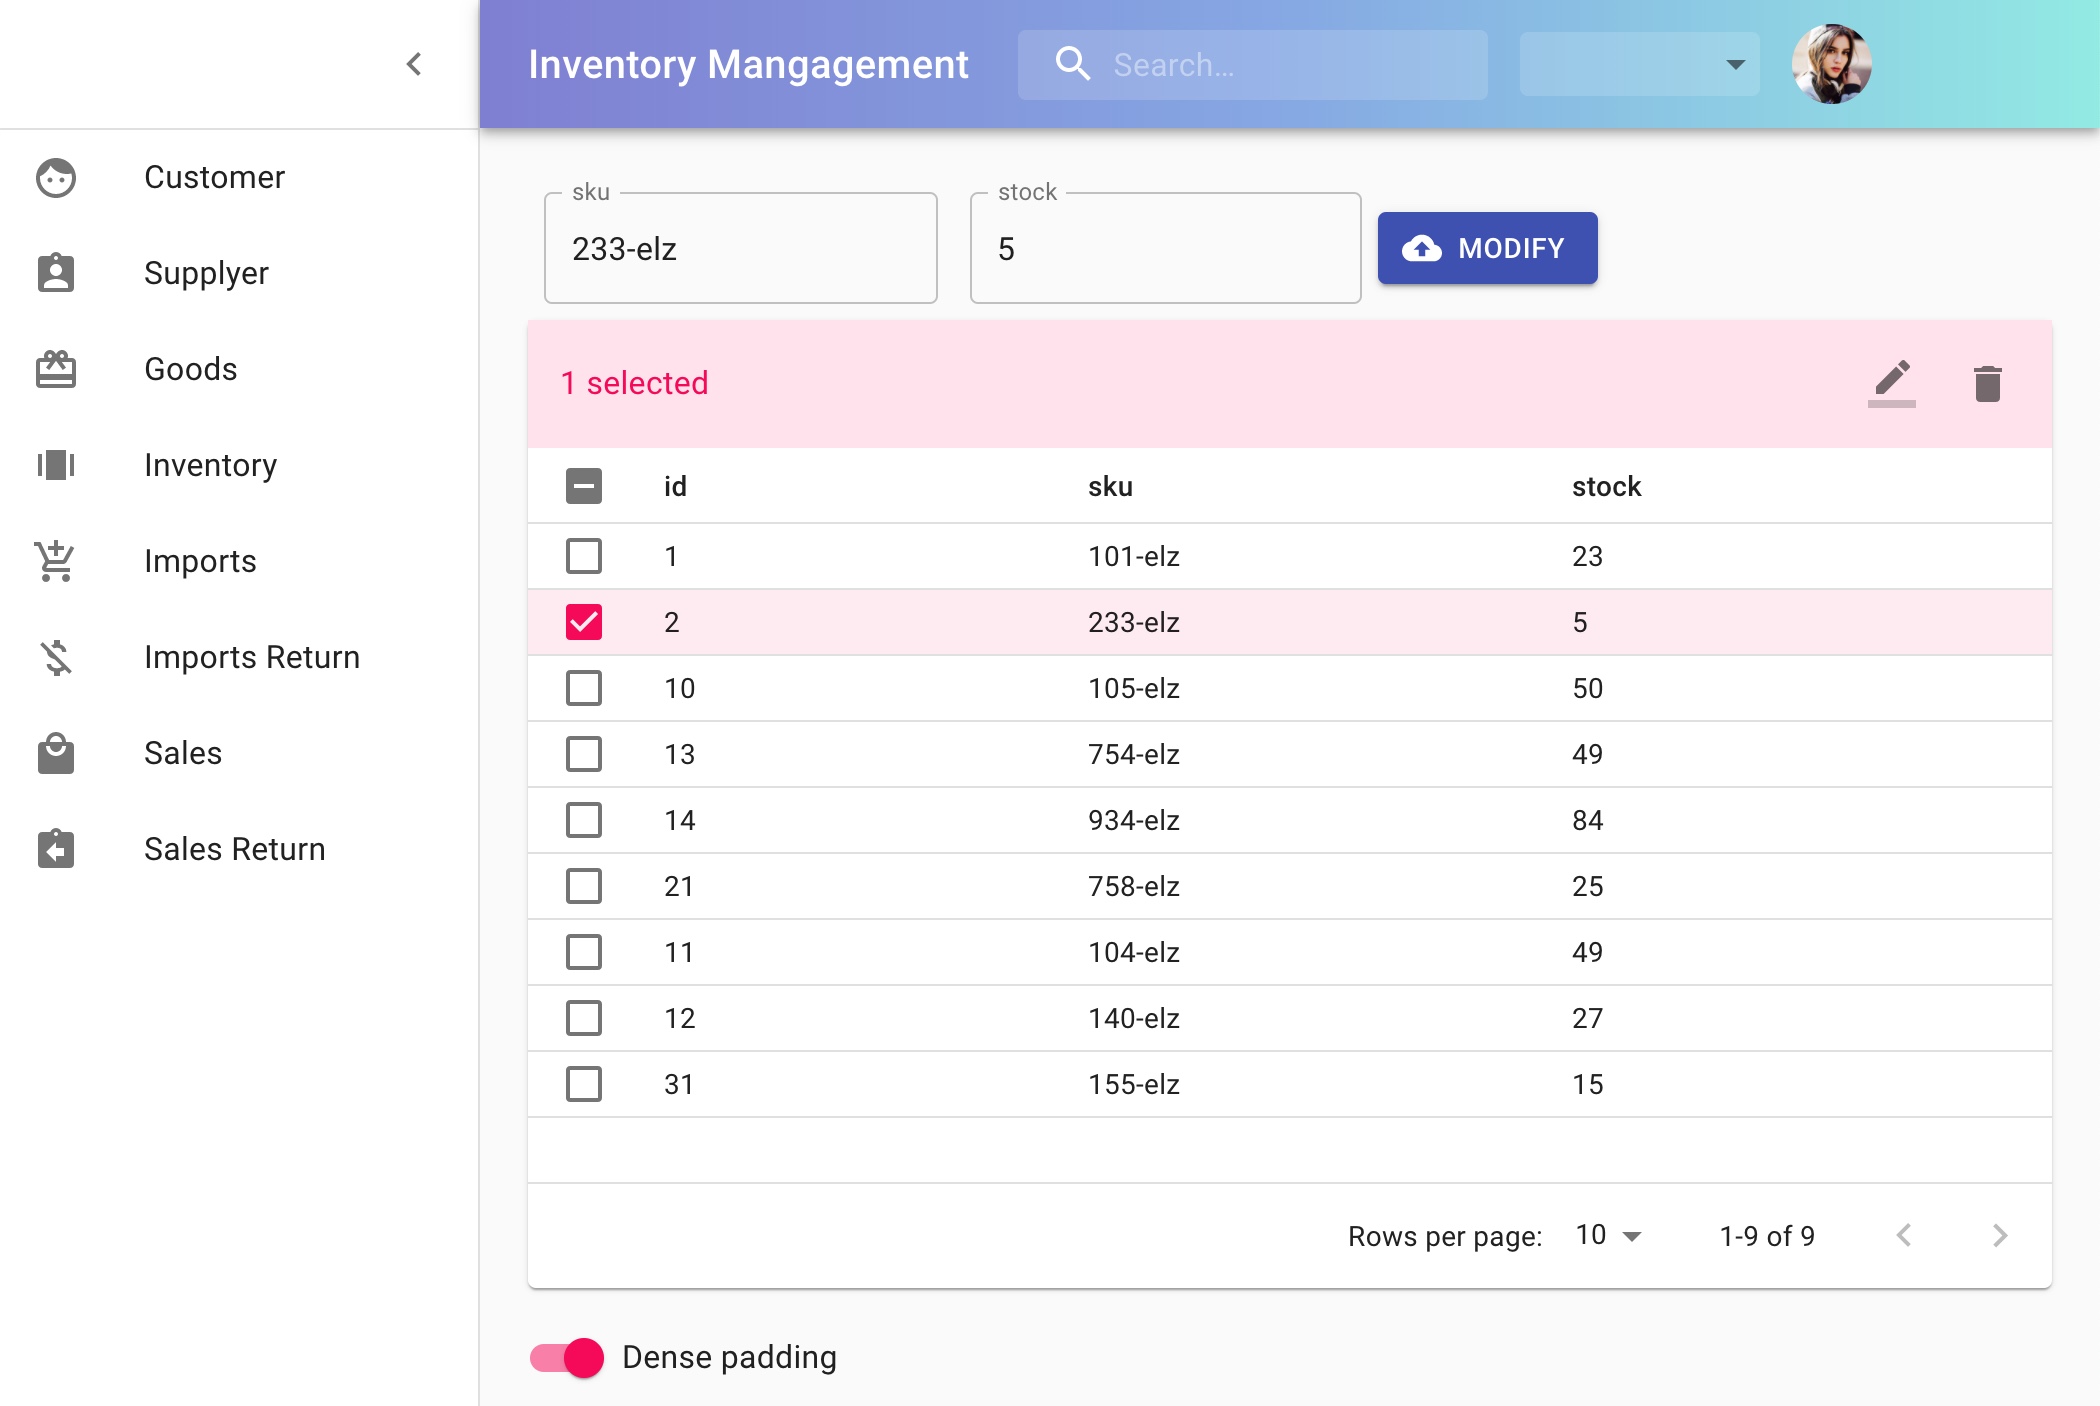 Inventory Mangagement
Search…
Customer
Supplyer
Goods
Inventory
Imports
Imports Return
Sales
Sales Return
sku
233-elz
stock
5
MODIFY
1 selected
id sku stock
1 101-elz 23
2 233-elz 5
10 105-elz 50
13 754-elz 49
14 934-elz 84
21 758-elz 25
11 104-elz 49
12 140-elz 27
31 155-elz 15
Rows per page: 10 1-9 of 9
Dense padding